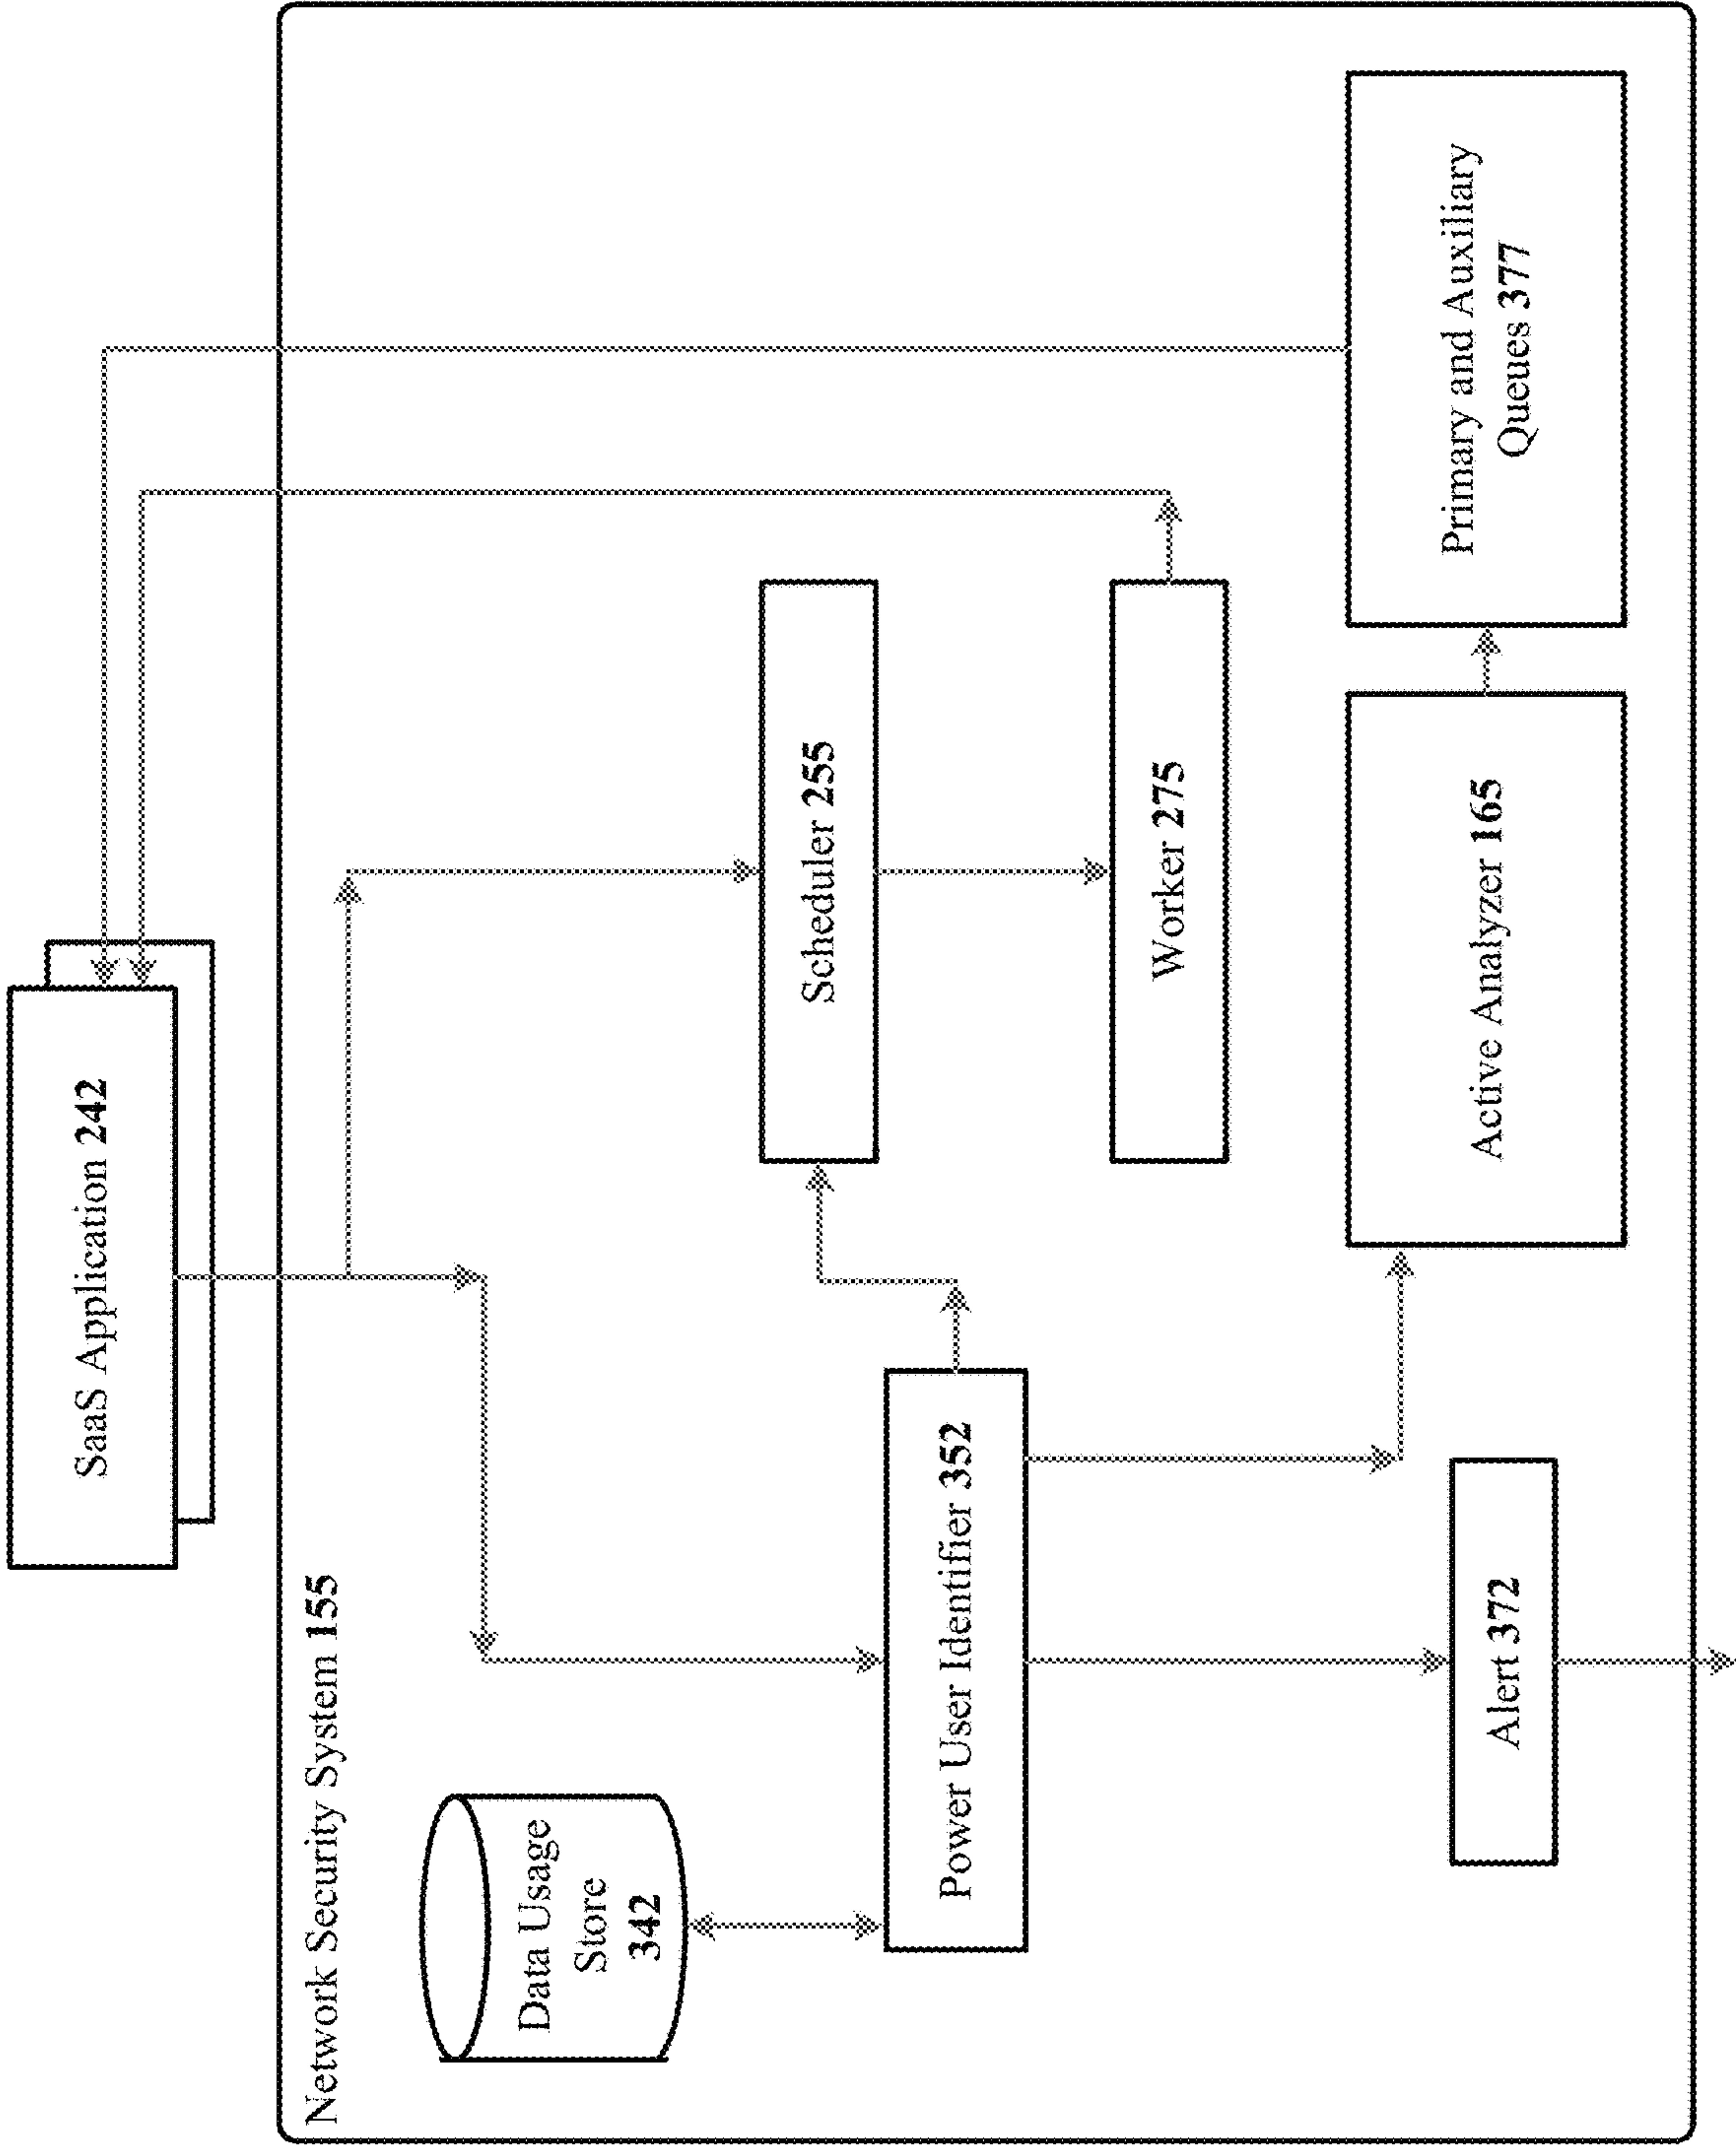 SaaS Application 242
Network Security System 155
Data Usage
Store
342
Scheduler 255
Power User Identifier 352
Worker 275
Alert 372
Active Analyzer 165
Primary and Auxiliary
Queues 377